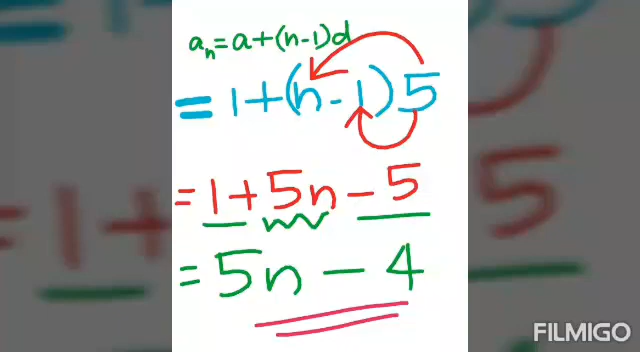 aₙ = a + (n - 1) d
= 1 + (n - 1) 5
= 1 + 5n - 5
= 5n - 4
FILMIGO